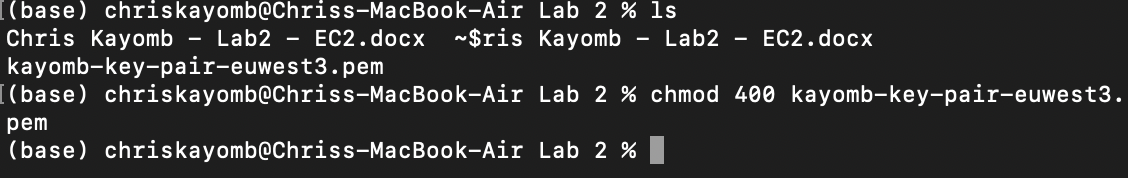 [(base) chriskayomb@Chriss-MacBook-Air Lab 2 % ls
Chris Kayomb - Lab2 - EC2.docx  ~$ris Kayomb - Lab2 - EC2.docx
kayomb-key-pair-euwest3.pem
[(base) chriskayomb@Chriss-MacBook-Air Lab 2 % chmod 400 kayomb-key-pair-euwest3.
pem
(base) chriskayomb@Chriss-MacBook-Air Lab 2 %